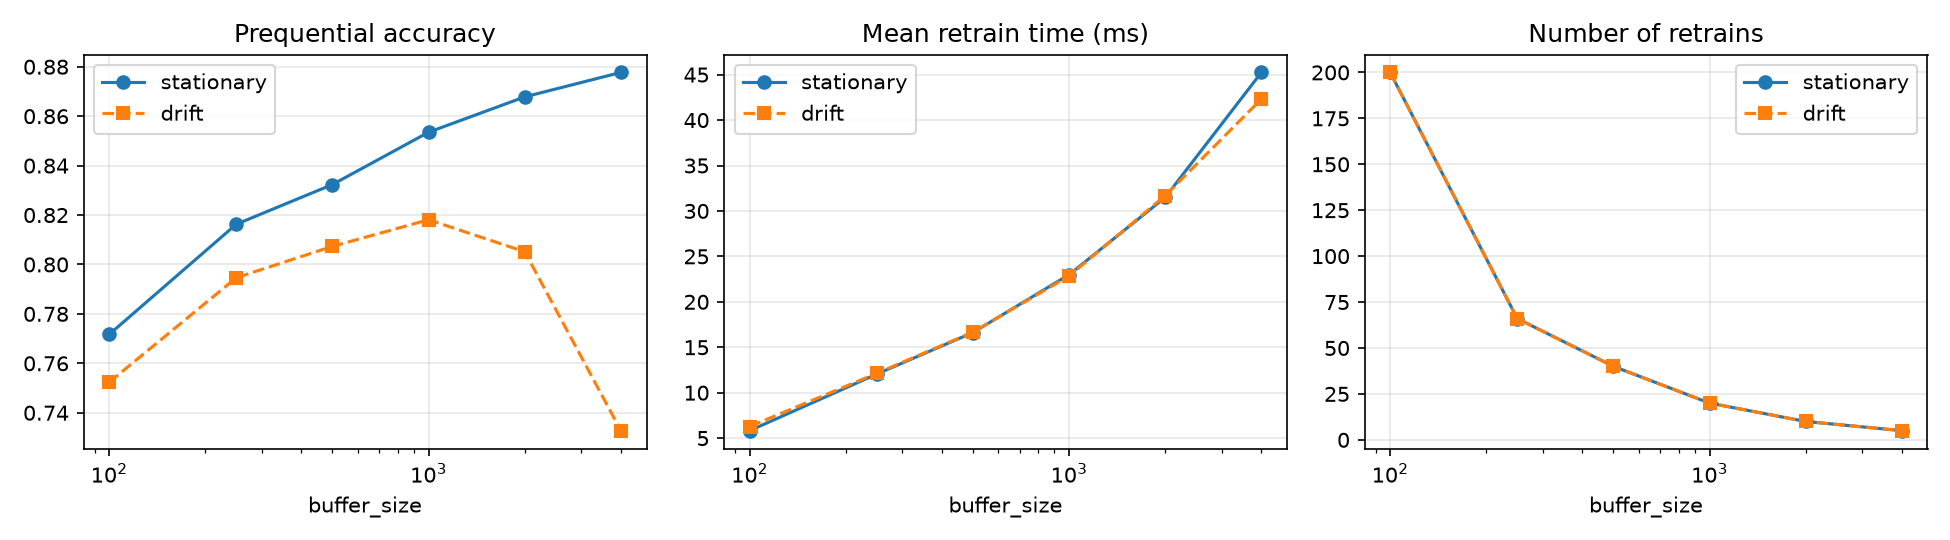 Prequential accuracy
0.88
0.86
0.84
0.82
0.80
0.78
0.76
0.74
stationary
drift
10²
10³
buffer_size
Mean retrain time (ms)
45
40
35
30
25
20
15
10
5
stationary
drift
10²
10³
buffer_size
Number of retrains
200
175
150
125
100
75
50
25
0
stationary
drift
10²
10³
buffer_size